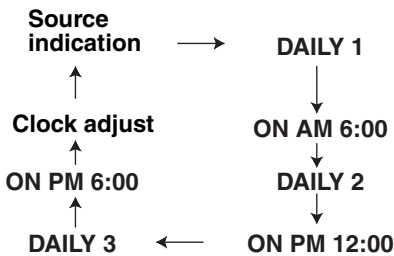 Source
indication
DAILY 1
ON AM 6:00
DAILY 2
ON PM 12:00
DAILY 3
ON PM 6:00
Clock adjust